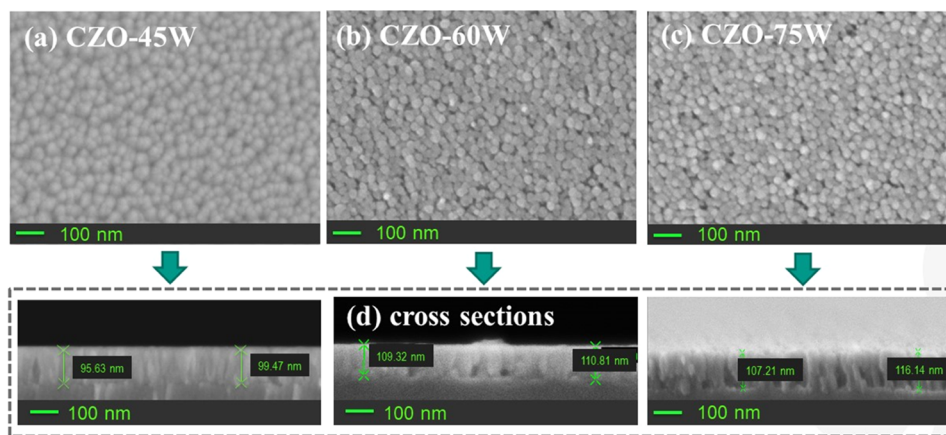 (a) CZO-45W
(b) CZO-60W
(c) CZO-75W
100 nm
100 nm
100 nm
(d) cross sections
95.63 nm
99.47 nm
109.32 nm
110.81 nm
107.21 nm
116.14 nm
100 nm
100 nm
100 nm